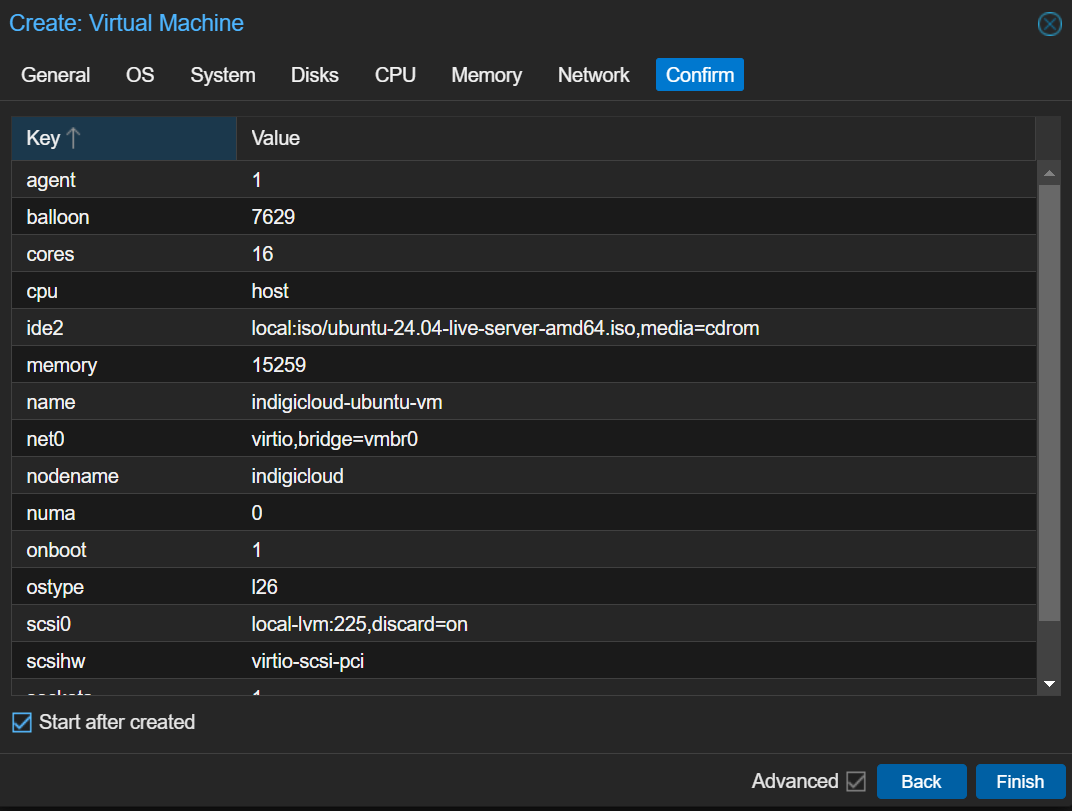 Create: Virtual Machine
General OS System Disks CPU Memory Network Confirm
Key Value
agent 1
balloon 7629
cores 16
cpu host
ide2 local:iso/ubuntu-24.04-live-server-amd64.iso,media=cdrom
memory 15259
name indigicloud-ubuntu-vm
net0 virtio,bridge=vmbr0
nodename indigicloud
numa 0
onboot 1
ostype l26
scsi0 local-lvm:225,discard=on
scsihw virtio-scsi-pci
sockets 1
Start after created
Advanced Back Finish